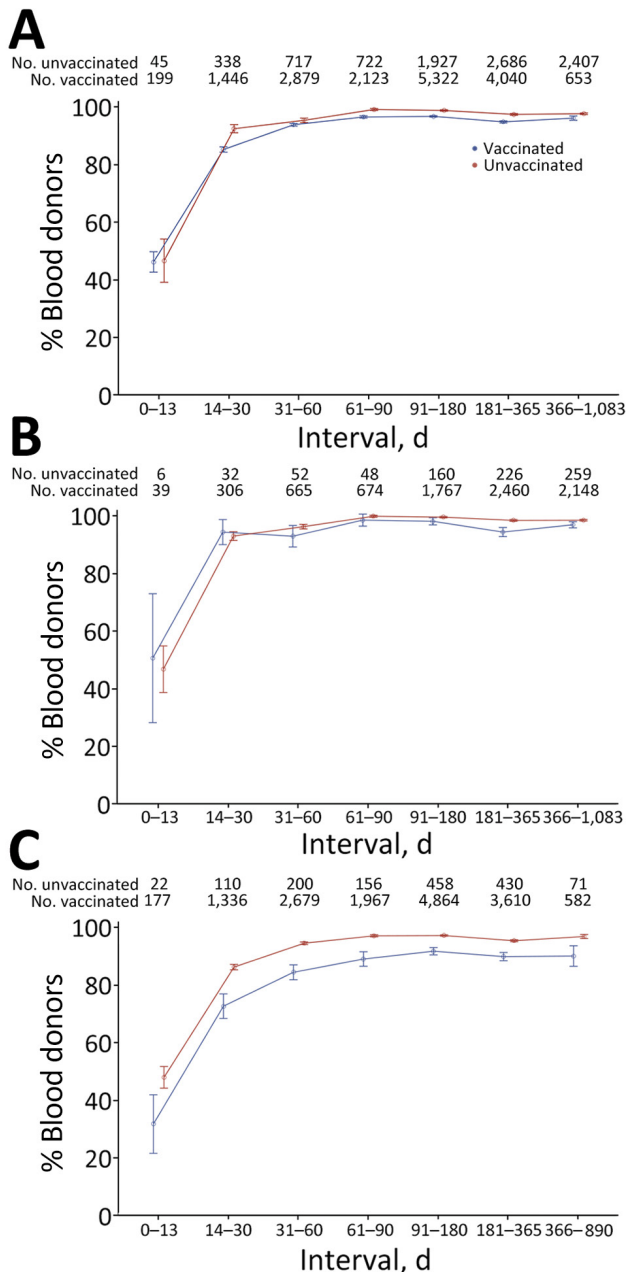 A
No. unvaccinated 45 338 717 722 1,927 2,686 2,407
No. vaccinated 199 1,446 2,879 2,123 5,322 4,040 653
100
80
60
40
20
0
% Blood donors
Vaccinated
Unvaccinated
0–13 14–30 31–60 61–90 91–180 181–365 366–1,083
Interval, d
B
No. unvaccinated 6 32 52 48 160 226 259
No. vaccinated 39 306 665 674 1,767 2,460 2,148
100
80
60
40
20
0
% Blood donors
0–13 14–30 31–60 61–90 91–180 181–365 366–1,083
Interval, d
C
No. unvaccinated 22 110 200 156 458 430 71
No. vaccinated 177 1,336 2,679 1,967 4,864 3,610 582
100
80
60
40
20
0
% Blood donors
0–13 14–30 31–60 61–90 91–180 181–365 366–890
Interval, d